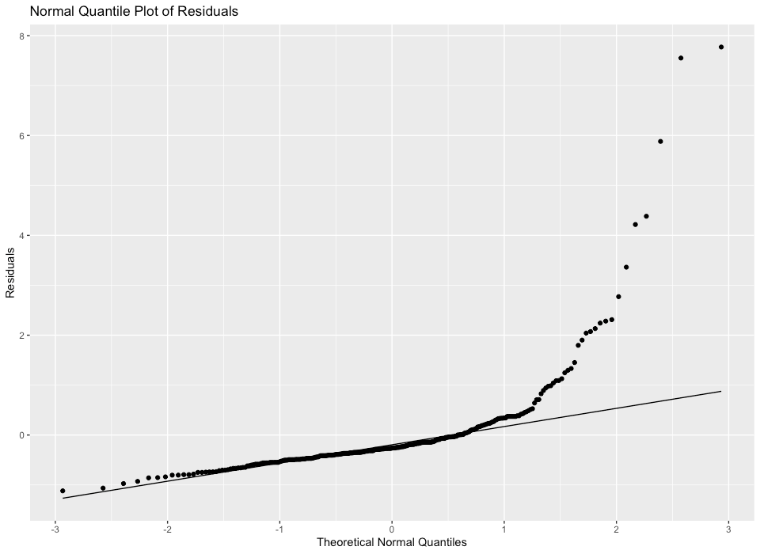 Normal Quantile Plot of Residuals
8
6
4
2
0
Residuals
-3 -2 -1 0 1 2 3
Theoretical Normal Quantiles